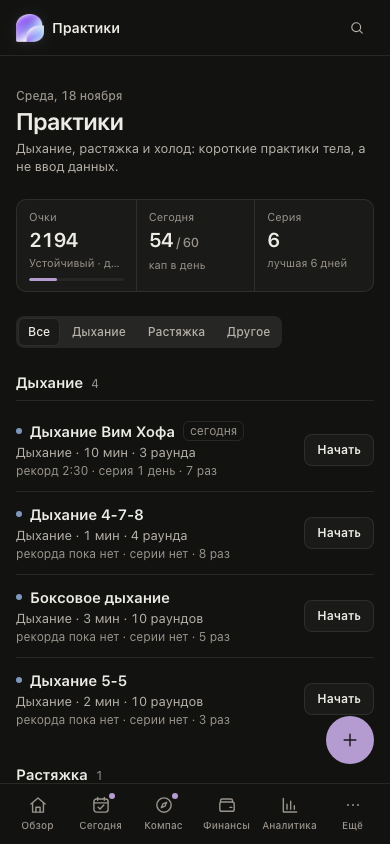 Практики
Среда, 18 ноября
Практики
Дыхание, растяжка и холод: короткие практики тела, а
не ввод данных.
Очки
2194
Устойчивый · д...
Сегодня
54 / 60
кап в день
Серия
6
лучшая 6 дней
Все
Дыхание
Растяжка
Другое
Дыхание 4
Дыхание Вим Хофа сегодня
Дыхание · 10 мин · 3 раунда
рекорд 2:30 · серия 1 день · 7 раз
Начать
Дыхание 4-7-8
Дыхание · 1 мин · 4 раунда
рекорда пока нет · серии нет · 8 раз
Начать
Боксовое дыхание
Дыхание · 3 мин · 10 раундов
рекорда пока нет · серии нет · 5 раз
Начать
Дыхание 5-5
Дыхание · 2 мин · 10 раундов
рекорда пока нет · серии нет · 3 раз
Начать
Растяжка 1
Обзор
Сегодня
Компас
Финансы
Аналитика
Ещё